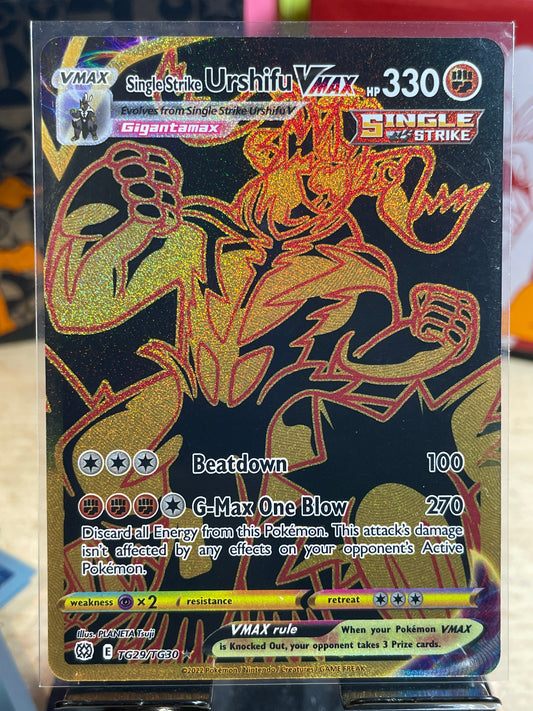 VMAX
Single Strike Urshifu VMAX HP 330
Evolves from Single Strike Urshifu V
Gigantamax
SINGLE STRIKE
Beatdown 100
G-Max One Blow 270
Discard all Energy from this Pokémon. This attack's damage
isn't affected by any effects on your opponent's Active
Pokémon.
weakness ×2 resistance retreat
Illus. PLANETA Tsuji
VMAX rule When your Pokémon VMAX
is Knocked Out, your opponent takes 3 Prize cards.
E TG29/TG30
©2022 Pokémon / Nintendo / Creatures / GAME FREAK